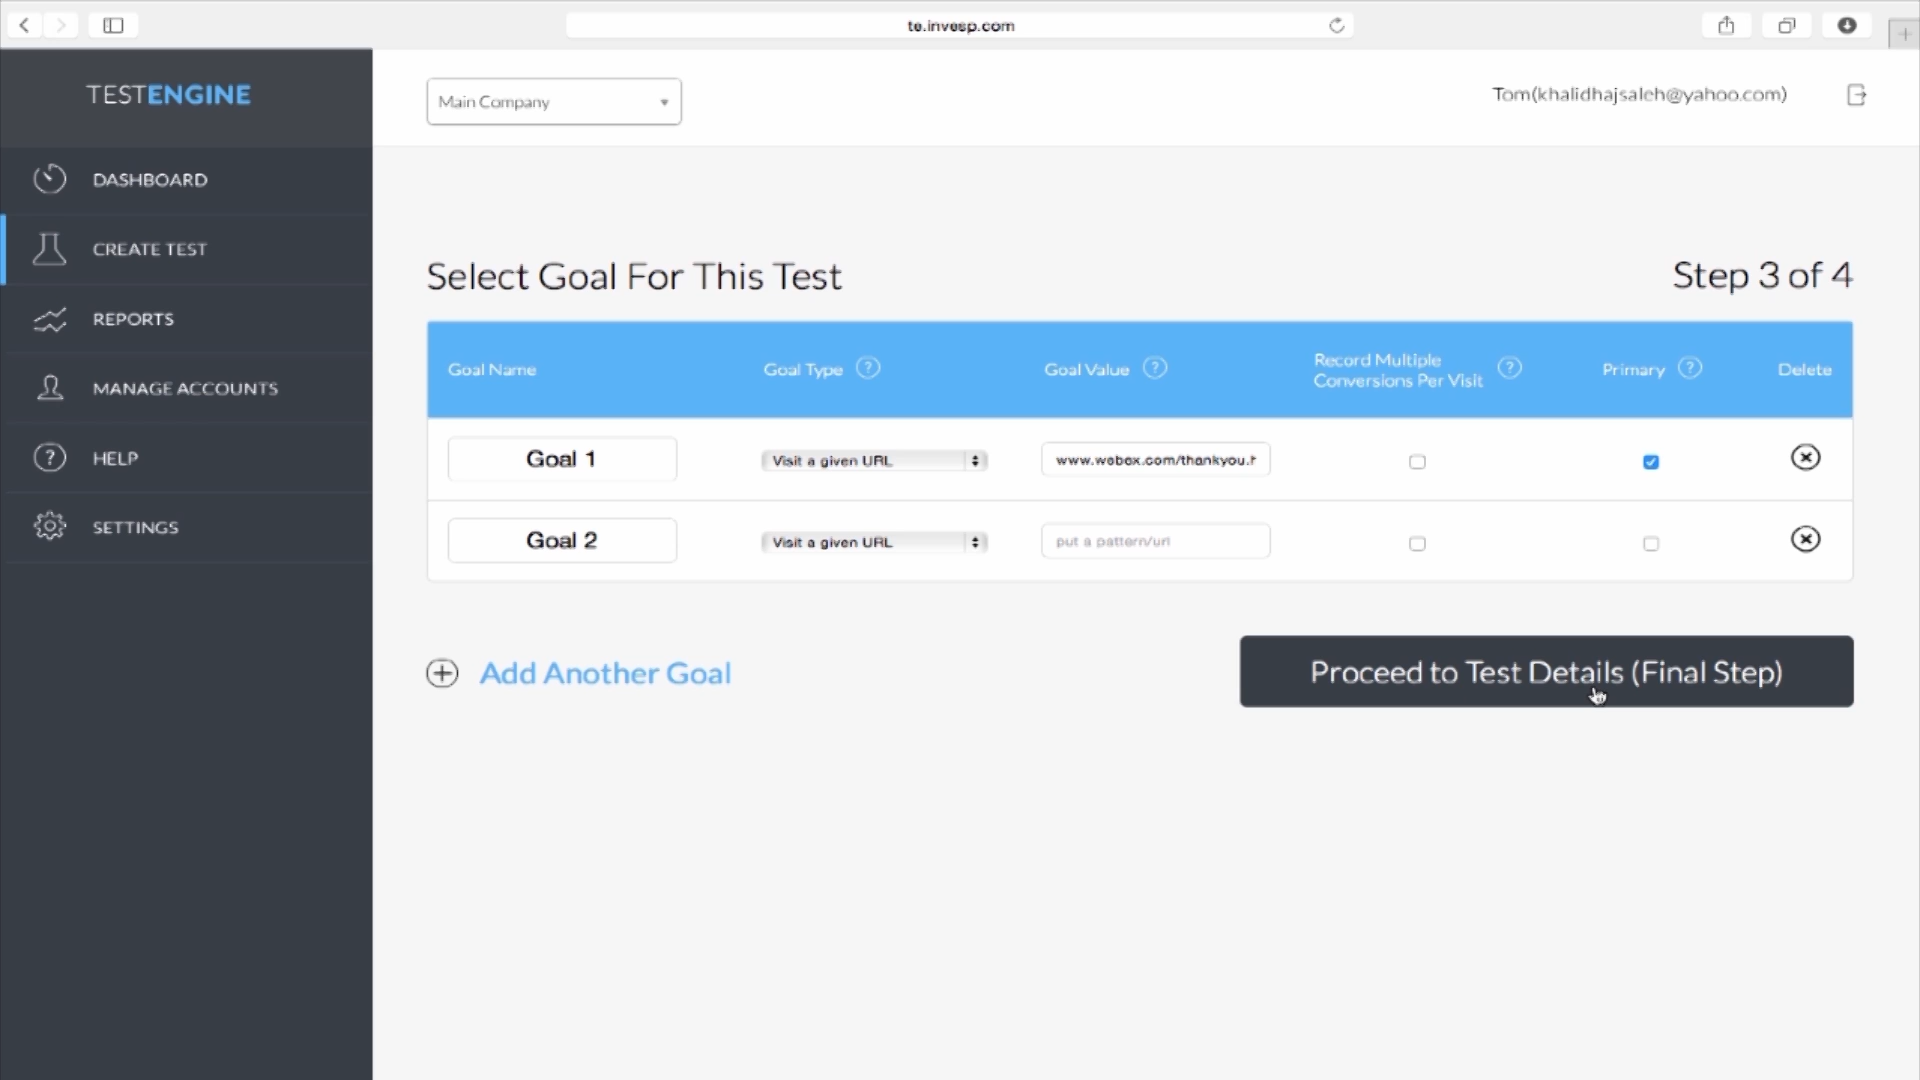 te.invesp.com
TESTENGINE
Main Company
Tom(khalidhajsaleh@yahoo.com)
DASHBOARD
CREATE TEST
REPORTS
MANAGE ACCOUNTS
? HELP
SETTINGS
Select Goal For This Test
Step 3 of 4
Goal Name
Goal Type ?
Goal Value ?
Record Multiple
Conversions Per Visit ?
Primary ?
Delete
Goal 1
Visit a given URL
www.webex.com/thankyou.h
Goal 2
Visit a given URL
put a pattern/url
Add Another Goal
Proceed to Test Details (Final Step)